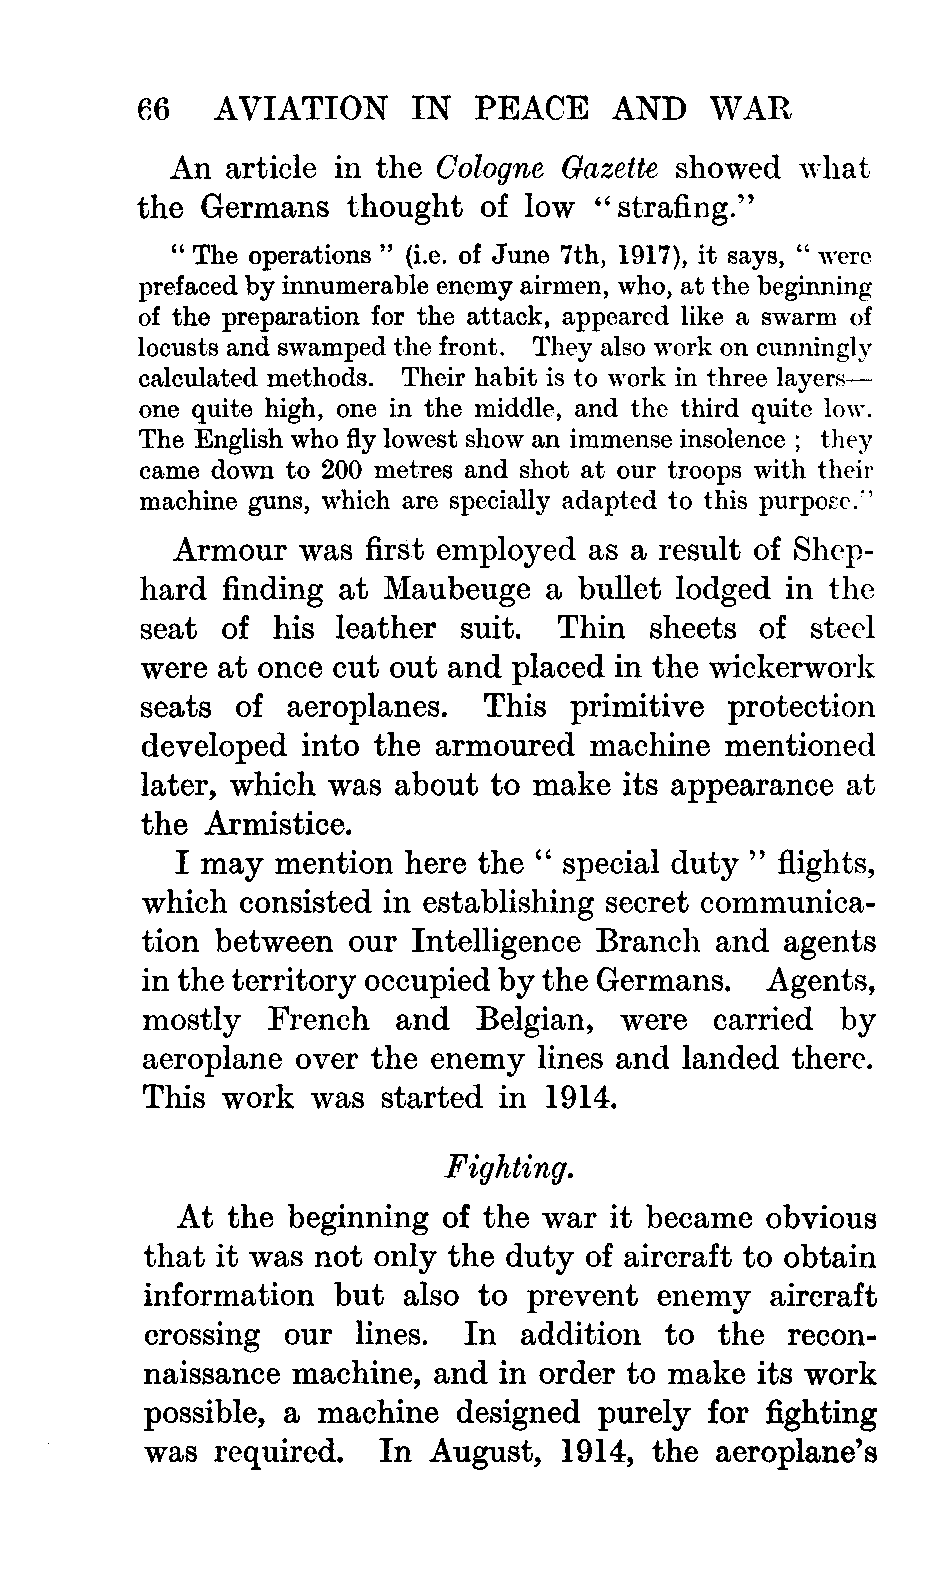 66 AVIATION IN PEACE AND WAR
An article in the Cologne Gazette showed what
the Germans thought of low “strafing.”
“ The operations ” (i.e. of June 7th, 1917), it says, “ were
prefaced by innumerable enemy airmen, who, at the beginning
of the preparation for the attack, appeared like a swarm of
locusts and swamped the front. They also work on cunningly
calculated methods. Their habit is to work in three layers—
one quite high, one in the middle, and the third quite low.
The English who fly lowest show an immense insolence ; they
came down to 200 metres and shot at our troops with their
machine guns, which are specially adapted to this purpose.”
Armour was first employed as a result of Shep-
hard finding at Maubeuge a bullet lodged in the
seat of his leather suit. Thin sheets of steel
were at once cut out and placed in the wickerwork
seats of aeroplanes. This primitive protection
developed into the armoured machine mentioned
later, which was about to make its appearance at
the Armistice.
I may mention here the “ special duty ” flights,
which consisted in establishing secret communica-
tion between our Intelligence Branch and agents
in the territory occupied by the Germans. Agents,
mostly French and Belgian, were carried by
aeroplane over the enemy lines and landed there.
This work was started in 1914.
Fighting.
At the beginning of the war it became obvious
that it was not only the duty of aircraft to obtain
information but also to prevent enemy aircraft
crossing our lines. In addition to the recon-
naissance machine, and in order to make its work
possible, a machine designed purely for fighting
was required. In August, 1914, the aeroplane’s